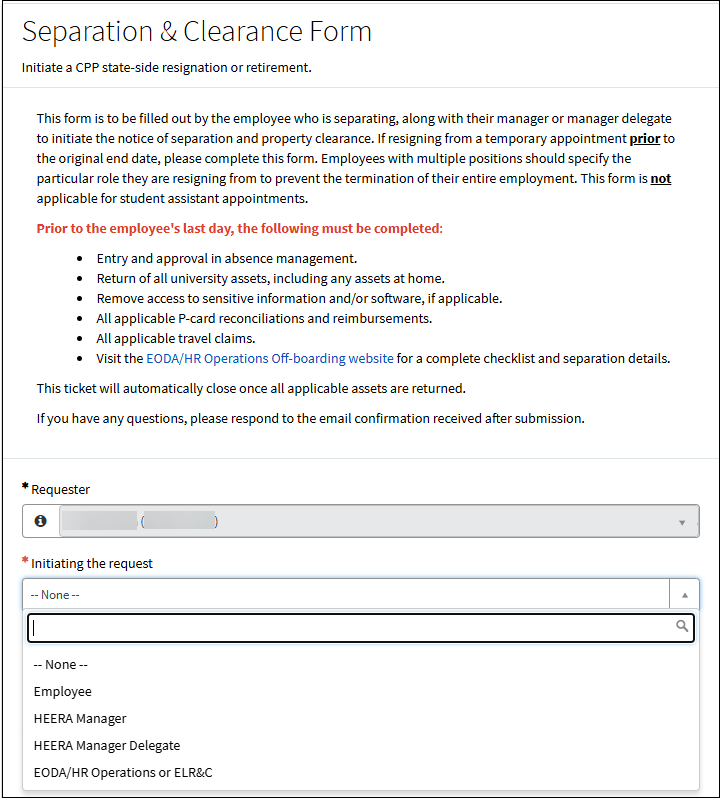 Separation & Clearance Form
Initiate a CPP state-side resignation or retirement.
This form is to be filled out by the employee who is separating, along with their manager or manager delegate
to initiate the notice of separation and property clearance. If resigning from a temporary appointment prior to
the original end date, please complete this form. Employees with multiple positions should specify the
particular role they are resigning from to prevent the termination of their entire employment. This form is not
applicable for student assistant appointments.
Prior to the employee's last day, the following must be completed:
• Entry and approval in absence management.
• Return of all university assets, including any assets at home.
• Remove access to sensitive information and/or software, if applicable.
• All applicable P-card reconciliations and reimbursements.
• All applicable travel claims.
• Visit the EODA/HR Operations Off-boarding website for a complete checklist and separation details.
This ticket will automatically close once all applicable assets are returned.
If you have any questions, please respond to the email confirmation received after submission.
* Requester
( )
* Initiating the request
-- None --
-- None --
Employee
HEERA Manager
HEERA Manager Delegate
EODA/HR Operations or ELR&C